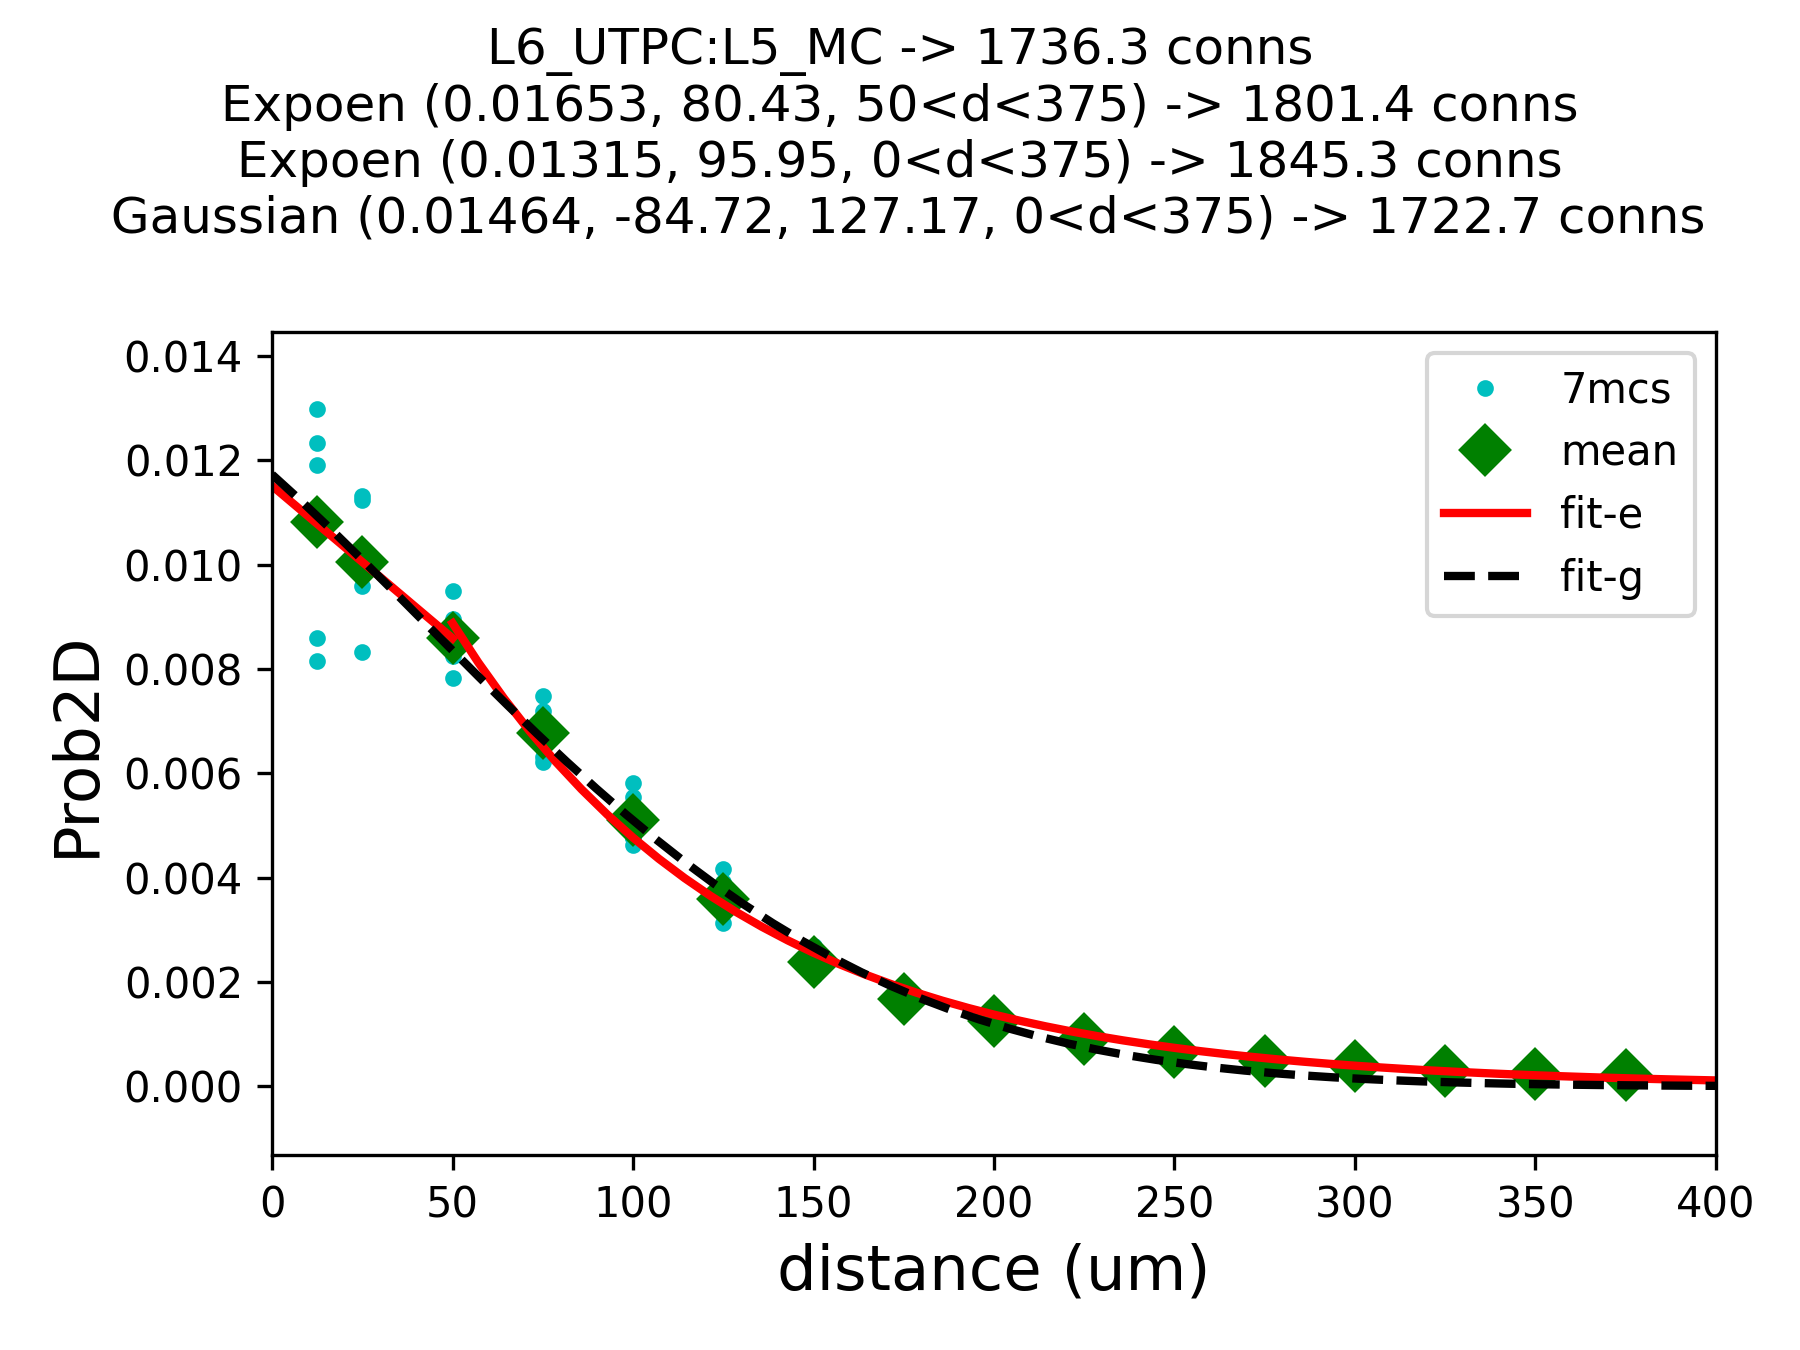 L6_UTPC:L5_MC -> 1736.3 conns
Expoen (0.01653, 80.43, 50<d<375) -> 1801.4 conns
Expoen (0.01315, 95.95, 0<d<375) -> 1845.3 conns
Gaussian (0.01464, -84.72, 127.17, 0<d<375) -> 1722.7 conns
0.014
0.012
0.010
0.008
0.006
0.004
0.002
0.000
Prob2D
7mcs
mean
fit-e
fit-g
0 50 100 150 200 250 300 350 400
distance (um)